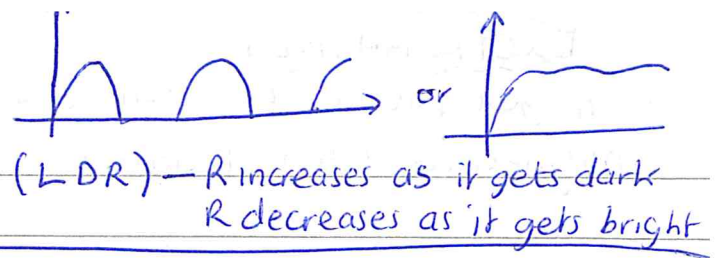 or
(LDR) – R increases as it gets dark
R decreases as it gets bright